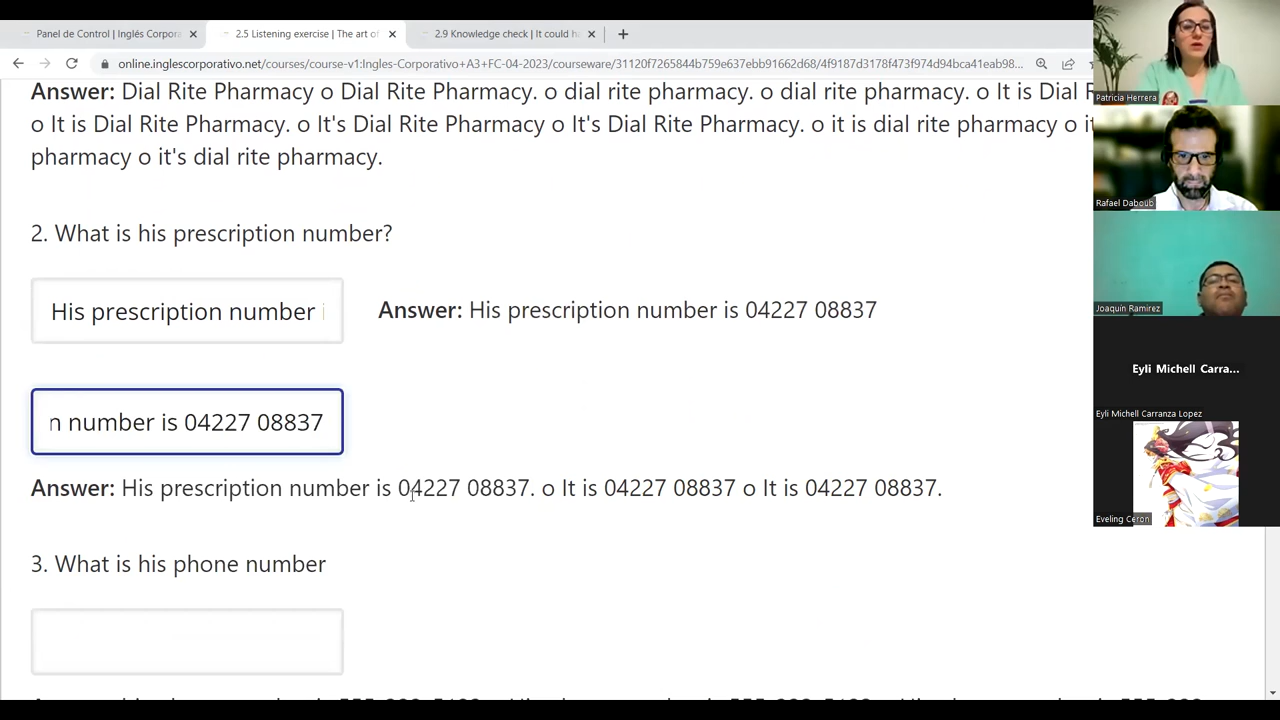 Panel de Control | Inglés Corpora
2.5 Listening exercise | The art of
2.9 Knowledge check | It could h
online.inglescorporativo.net/courses/course-v1:Ingles-Corporativo+A3+FC-04-2023/courseware/31120f7265844b759e637ebb91662d68/4f9187d3178f473f974d94bca41eab98...
Answer: Dial Rite Pharmacy o Dial Rite Pharmacy. o dial rite pharmacy. o dial rite pharmacy. o It is Dial R
o It is Dial Rite Pharmacy. o It's Dial Rite Pharmacy o It's Dial Rite Pharmacy. o it is dial rite pharmacy o it
pharmacy o it's dial rite pharmacy.
2. What is his prescription number?
His prescription number i
Answer: His prescription number is 04227 08837
n number is 04227 08837
Answer: His prescription number is 04227 08837. o It is 04227 08837 o It is 04227 08837.
3. What is his phone number
Patricia Herrera
Rafael Daboub
Joaquín Ramirez
Eyli Michell Carra...
Eyli Michell Carranza Lopez
Eveling Ceron